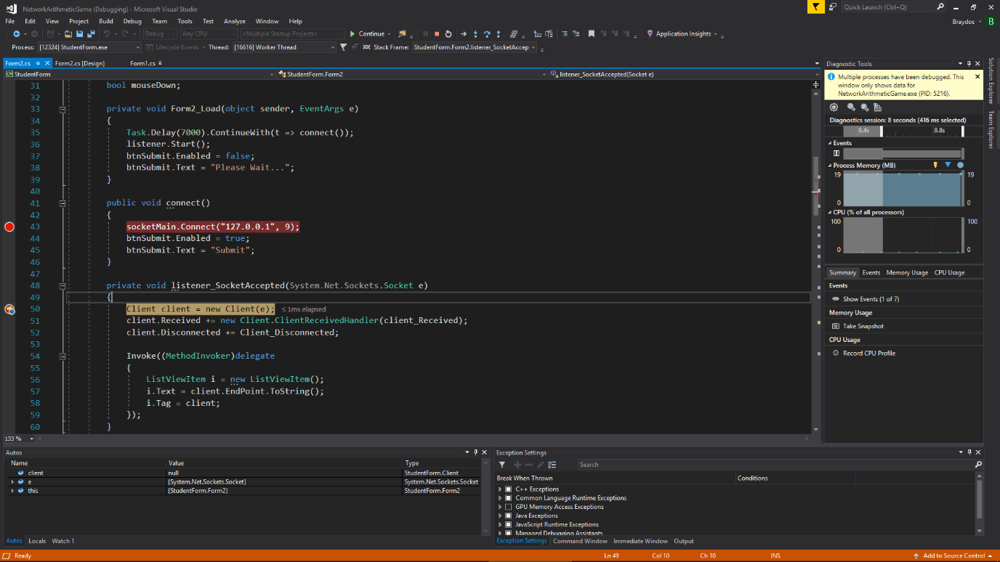 NetworkArithmeticGame (Debugging) - Microsoft Visual Studio
Quick Launch (Ctrl+Q)
File Edit View Project Build Debug Team Tools Test Analyze Window Help
Braydos B
Debug Any CPU <Multiple Startup Projects> Continue Application Insights
Process: [12324] StudentForm.exe Lifecycle Events Thread: [16616] Worker Thread Stack Frame: StudentForm.Form2.listener_SocketAccep
Form2.cs Form2.cs [Design] Form1.cs
StudentForm StudentForm.Form2 listener_SocketAccepted(Socket e)
31 bool mouseDown;
32
33 private void Form2_Load(object sender, EventArgs e)
34 {
35 Task.Delay(7000).ContinueWith(t => connect());
36 listener.Start();
37 btnSubmit.Enabled = false;
38 btnSubmit.Text = "Please Wait...";
39 }
40
41 public void connect()
42 {
43 socketMain.Connect("127.0.0.1", 9);
44 btnSubmit.Enabled = true;
45 btnSubmit.Text = "Submit";
46 }
47
48 private void listener_SocketAccepted(System.Net.Sockets.Socket e)
49 {
50 Client client = new Client(e); ≤ 1ms elapsed
51 client.Received += new Client.ClientReceivedHandler(client_Received);
52 client.Disconnected += Client_Disconnected;
53
54 Invoke((MethodInvoker)delegate
55 {
56 ListViewItem i = new ListViewItem();
57 i.Text = client.EndPoint.ToString();
58 i.Tag = client;
59 });
60 }
133 %
Diagnostic Tools
Multiple processes have been debugged. This
window only shows data for
NetworkArithmeticGame.exe (PID: 5216).
Diagnostics session: 8 seconds (416 ms selected)
8.4s 8.8s
Events
Process Memory (MB)
19 19
0 0
CPU (% of all processors)
100 100
0 0
Summary Events Memory Usage CPU Usage
Events
Show Events (1 of 7)
Memory Usage
Take Snapshot
CPU Usage
Record CPU Profile
Solution Explorer
Team Explorer
Autos
Name Value Type
client null StudentForm.Client
e {System.Net.Sockets.Socket} System.Net.Sockets.Socket
this {StudentForm.Form2} StudentForm.Form2
Autos Locals Watch 1
Exception Settings
Search
Break When Thrown Conditions
C++ Exceptions
Common Language Runtime Exceptions
GPU Memory Access Exceptions
Java Exceptions
JavaScript Runtime Exceptions
Managed Debugging Assistants
Exception Settings Command Window Immediate Window Output
Ready Ln 49 Col 10 Ch 10 INS Add to Source Control